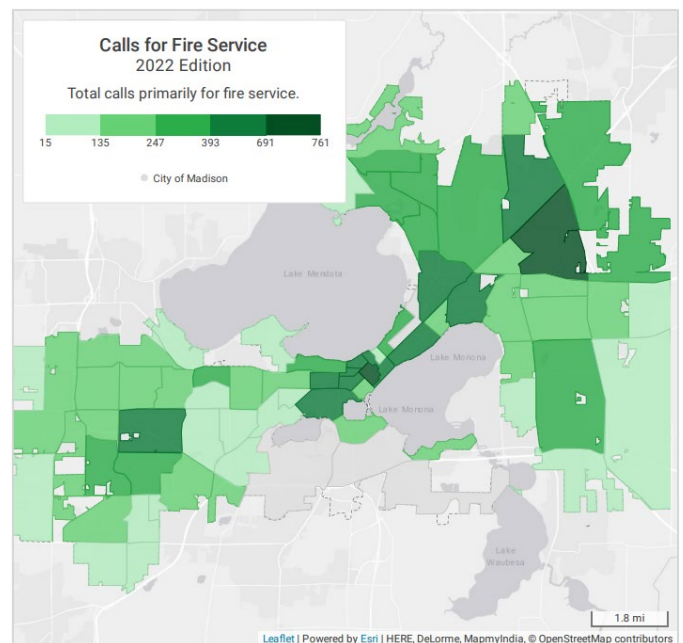 Calls for Fire Service
2022 Edition
Total calls primarily for fire service.
15 135 247 393 691 761
City of Madison
Lake Mendota
Lake Monona
Lake Monona
Lake
Waubesa
1.8 mi
Leaflet | Powered by Esri | HERE, DeLorme, MapmyIndia, © OpenStreetMap contributors